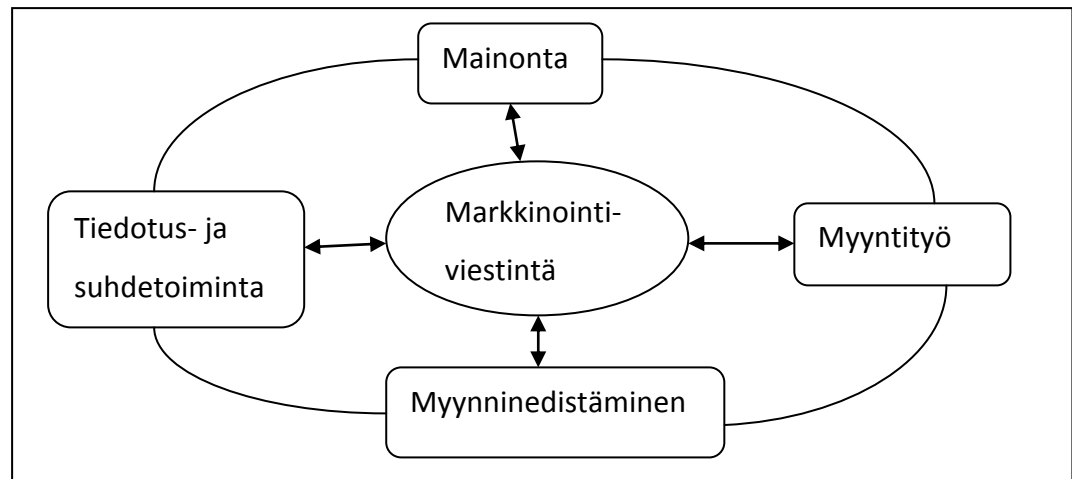 Mainonta
Tiedotus- ja
suhdetoiminta
Markkinointi-
viestintä
Myyntityö
Myynninedistäminen